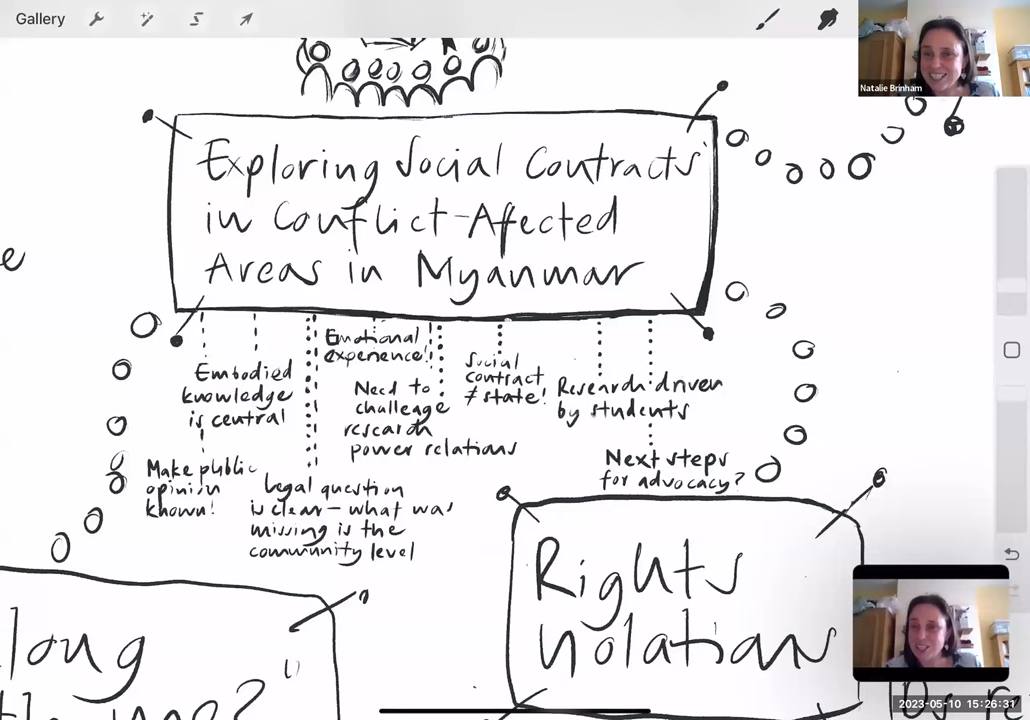 Gallery
Natalie Brinham
Exploring Social Contracts
in Conflict-Affected
Areas in Myanmar
e
Embodied
knowledge
is central
Emotional
experience!
Need to
challenge
research
power relations
Social
contract
≠ state!
Research driven
by students
Make public
opinion
known!
Legal question
is clear - what was
missing is the
community level
Next steps
for advocacy?
Rights
Violations
long
2023-05-10 15:26:31